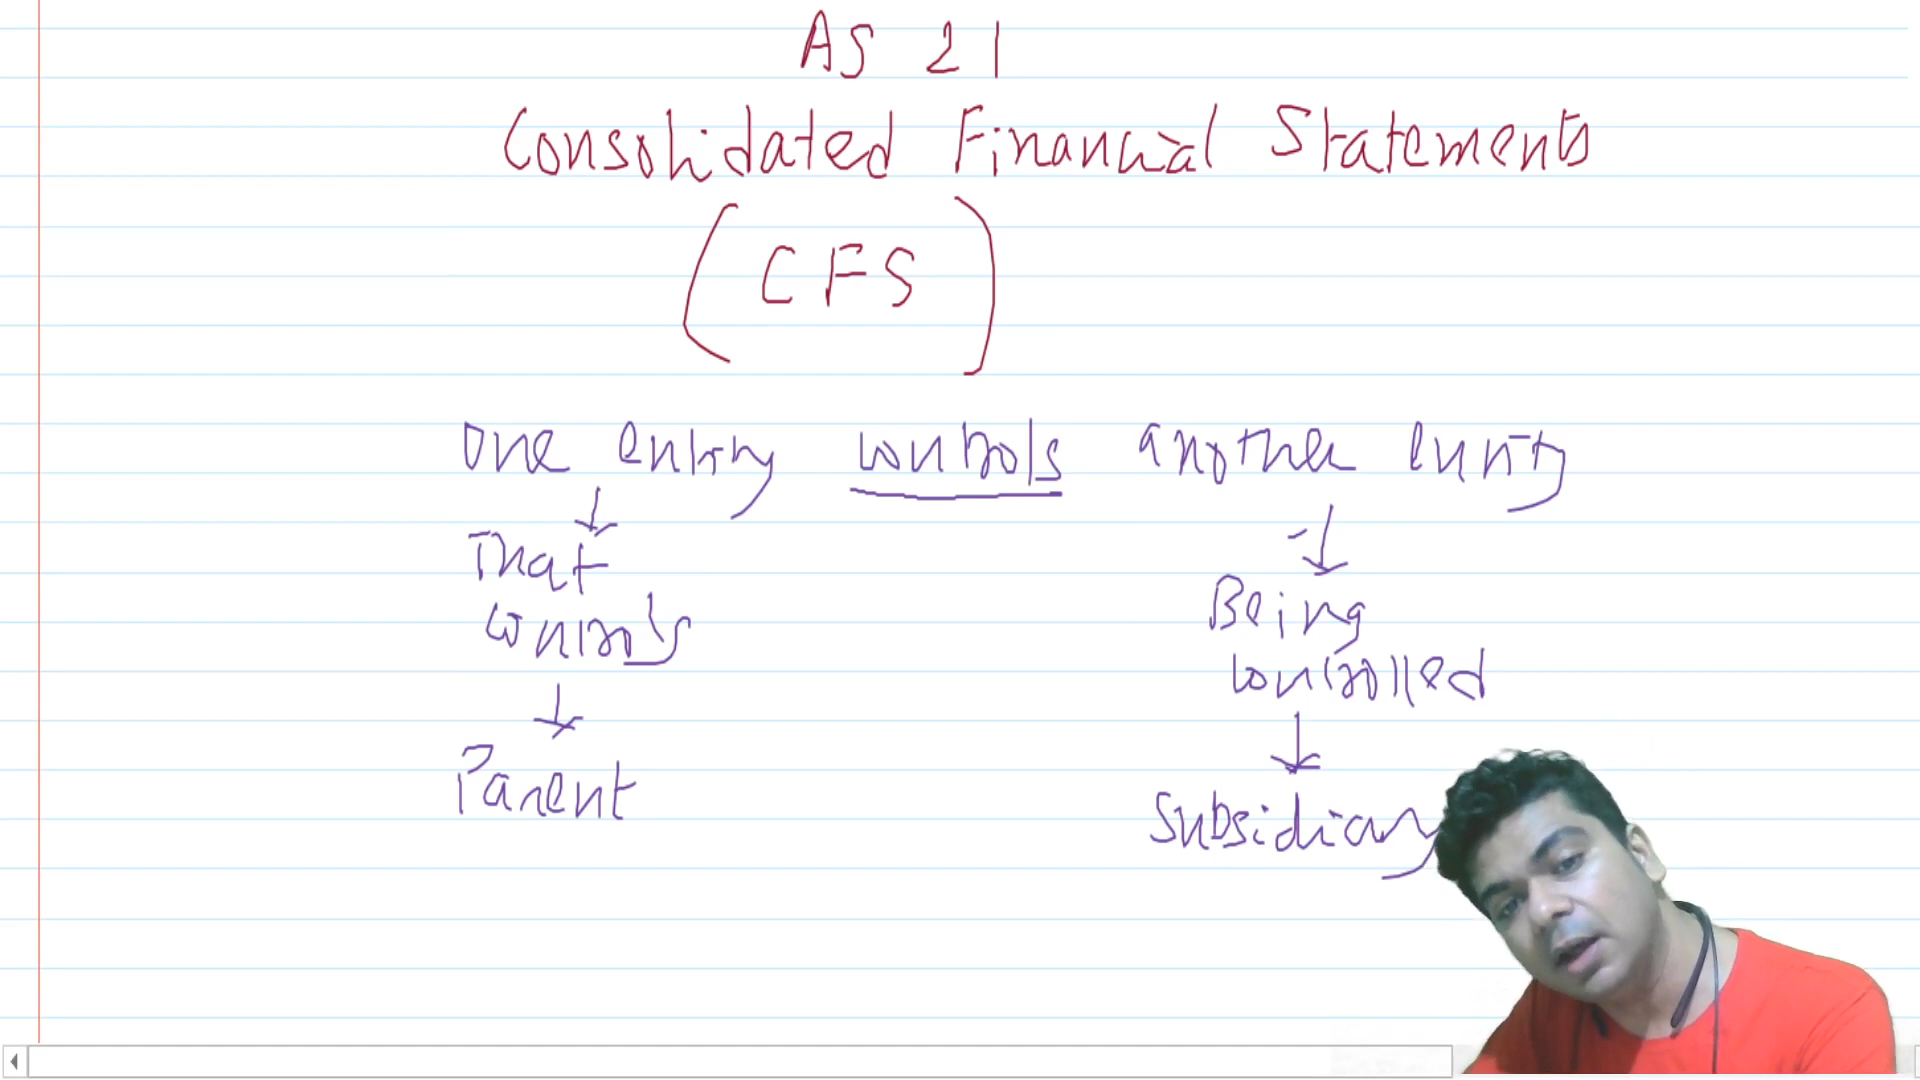 AS 21
Consolidated Financial Statements
(CFS)
One entity controls another entity
That
controls
Being
controlled
Parent
Subsidiary